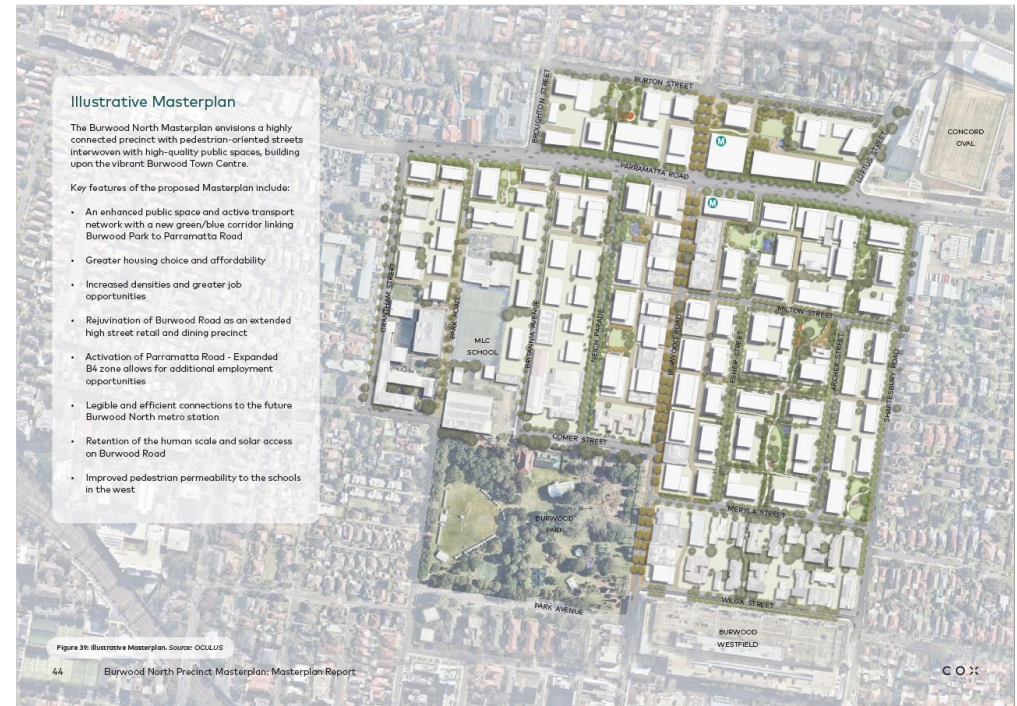 DRAFT
Illustrative Masterplan
The Burwood North Masterplan envisions a highly
connected precinct with pedestrian-oriented streets
interwoven with high-quality public spaces, building
upon the vibrant Burwood Town Centre.
Key features of the proposed Masterplan include:
• An enhanced public space and active transport
network with a new green/blue corridor linking
Burwood Park to Parramatta Road
• Greater housing choice and affordability
• Increased densities and greater job
opportunities
• Rejuvination of Burwood Road as an extended
high street retail and dining precinct
• Activation of Parramatta Road - Expanded
B4 zone allows for additional employment
opportunities
• Legible and efficient connections to the future
Burwood North metro station
• Retention of the human scale and solar access
on Burwood Road
• Improved pedestrian permeability to the schools
in the west
BROUGHTON STREET
BURTON STREET
PARRAMATTA ROAD
LOFTUS STREET
CONCORD
OVAL
M
M
GRANTHAM STREET
PARK ROAD
MLC
SCHOOL
BRITANNIA AVENUE
NEICH PARADE
BURWOOD ROAD
ESHER STREET
MILTON STREET
ARCHER STREET
SHAFTESBURY ROAD
COMER STREET
BURWOOD
PARK
MERYLA STREET
WILGA STREET
PARK AVENUE
BURWOOD
WESTFIELD
Figure 39: Illustrative Masterplan. Source: OCULUS
44 Burwood North Precinct Masterplan: Masterplan Report
COX